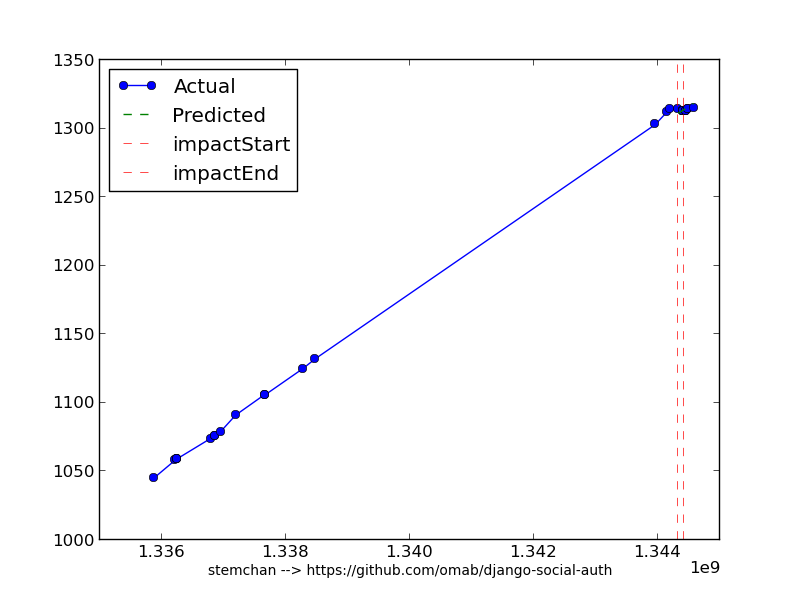 1350
1300
1250
1200
1150
1100
1050
1000
Actual
Predicted
impactStart
impactEnd
1.336 1.338 1.340 1.342 1.344
1e9
stemchan --> https://github.com/omab/django-social-auth